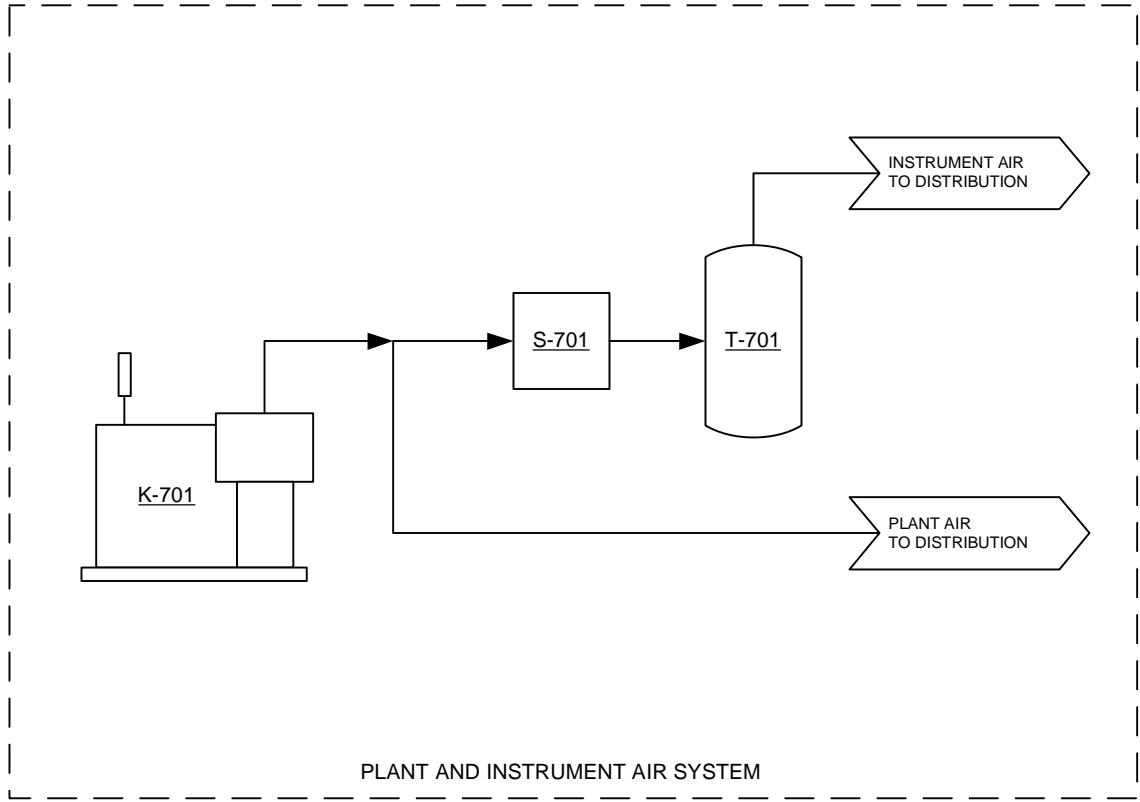 INSTRUMENT AIR
TO DISTRIBUTION
S-701
T-701
K-701
PLANT AIR
TO DISTRIBUTION
PLANT AND INSTRUMENT AIR SYSTEM